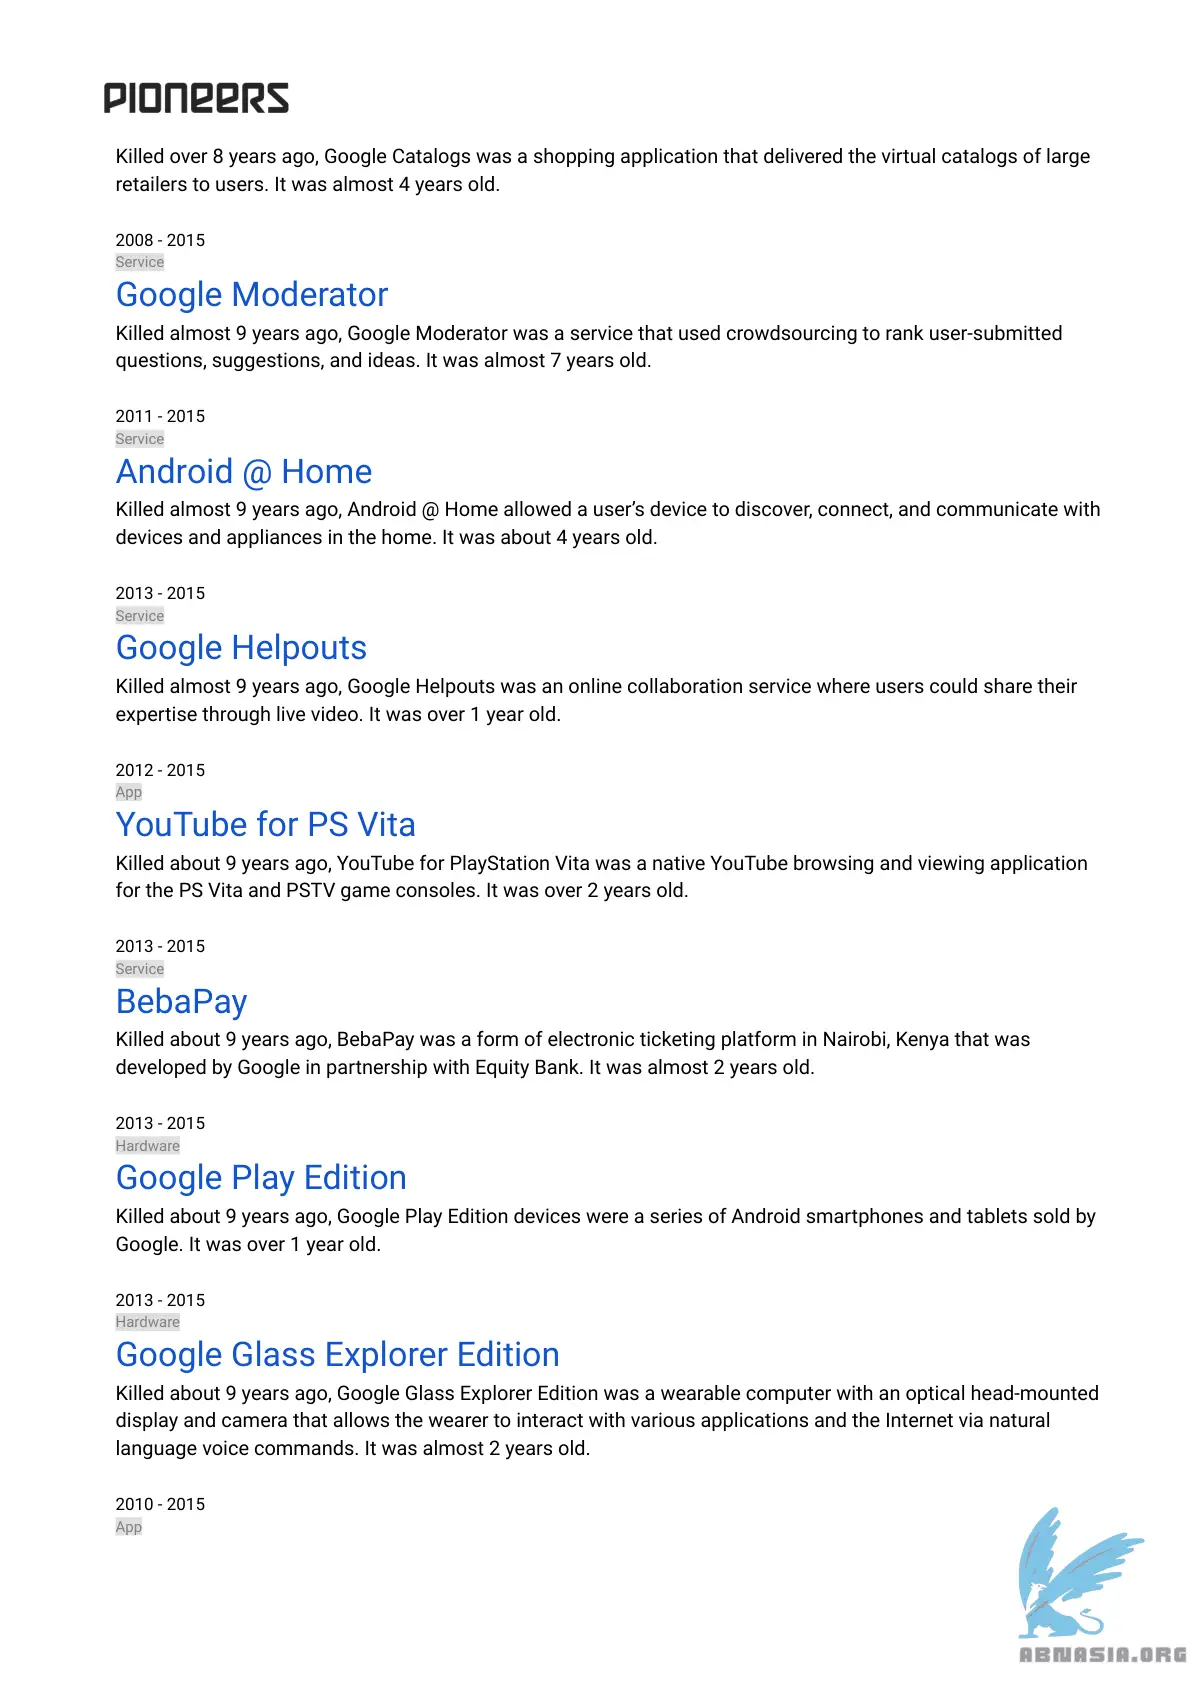 PIONEERS
Killed over 8 years ago, Google Catalogs was a shopping application that delivered the virtual catalogs of large
retailers to users. It was almost 4 years old.
2008 - 2015
Service
Google Moderator
Killed almost 9 years ago, Google Moderator was a service that used crowdsourcing to rank user-submitted
questions, suggestions, and ideas. It was almost 7 years old.
2011 - 2015
Service
Android @ Home
Killed almost 9 years ago, Android @ Home allowed a user’s device to discover, connect, and communicate with
devices and appliances in the home. It was about 4 years old.
2013 - 2015
Service
Google Helpouts
Killed almost 9 years ago, Google Helpouts was an online collaboration service where users could share their
expertise through live video. It was over 1 year old.
2012 - 2015
App
YouTube for PS Vita
Killed about 9 years ago, YouTube for PlayStation Vita was a native YouTube browsing and viewing application
for the PS Vita and PSTV game consoles. It was over 2 years old.
2013 - 2015
Service
BebaPay
Killed about 9 years ago, BebaPay was a form of electronic ticketing platform in Nairobi, Kenya that was
developed by Google in partnership with Equity Bank. It was almost 2 years old.
2013 - 2015
Hardware
Google Play Edition
Killed about 9 years ago, Google Play Edition devices were a series of Android smartphones and tablets sold by
Google. It was over 1 year old.
2013 - 2015
Hardware
Google Glass Explorer Edition
Killed about 9 years ago, Google Glass Explorer Edition was a wearable computer with an optical head-mounted
display and camera that allows the wearer to interact with various applications and the Internet via natural
language voice commands. It was almost 2 years old.
2010 - 2015
App
ABNASIA.ORG